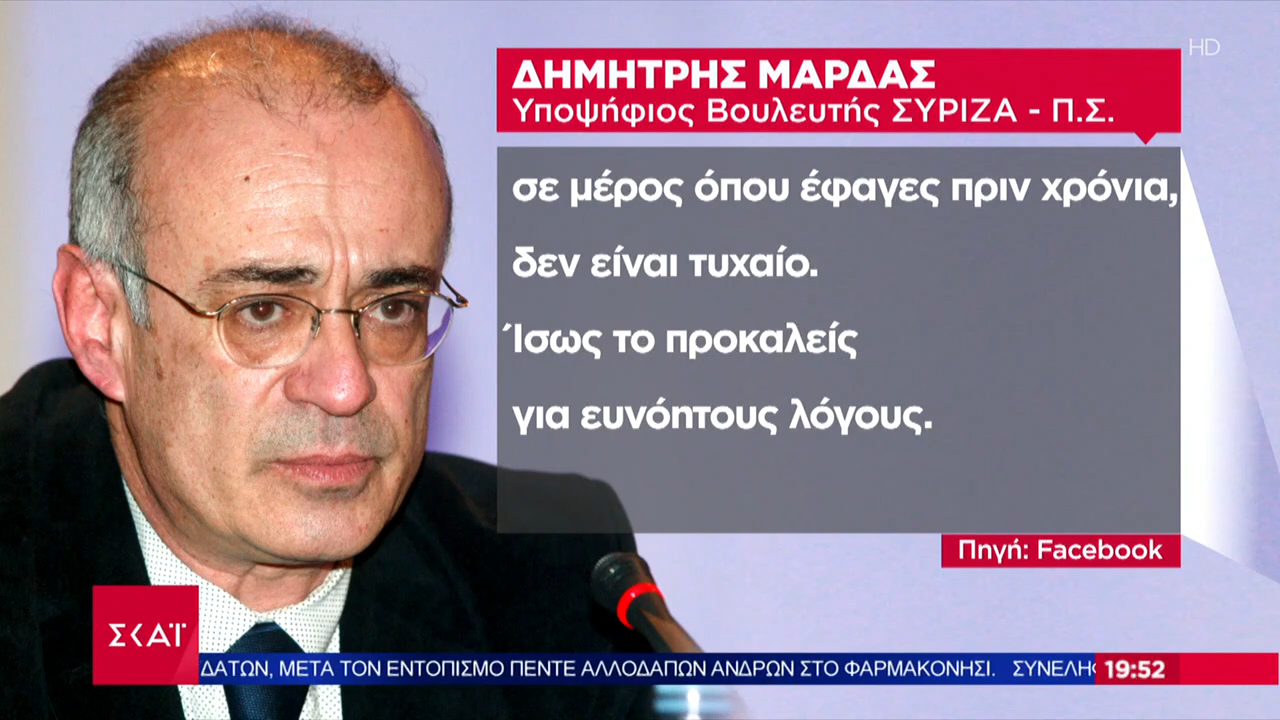 HD
ΔΗΜΗΤΡΗΣ ΜΑΡΔΑΣ
Υποψήφιος Βουλευτής ΣΥΡΙΖΑ - Π.Σ.
σε μέρος όπου έφαγες πριν χρόνια,
δεν είναι τυχαίο.
Ίσως το προκαλείς
για ευνόητους λόγους.
Πηγή: Facebook
ΣΚΑΪ
ΔΑΤΩΝ, ΜΕΤΑ ΤΟΝ ΕΝΤΟΠΙΣΜΟ ΠΕΝΤΕ ΑΛΛΟΔΑΠΩΝ ΑΝΔΡΩΝ ΣΤΟ ΦΑΡΜΑΚΟΝΗΣΙ. ΣΥΝΕΛΗΦ 19:52